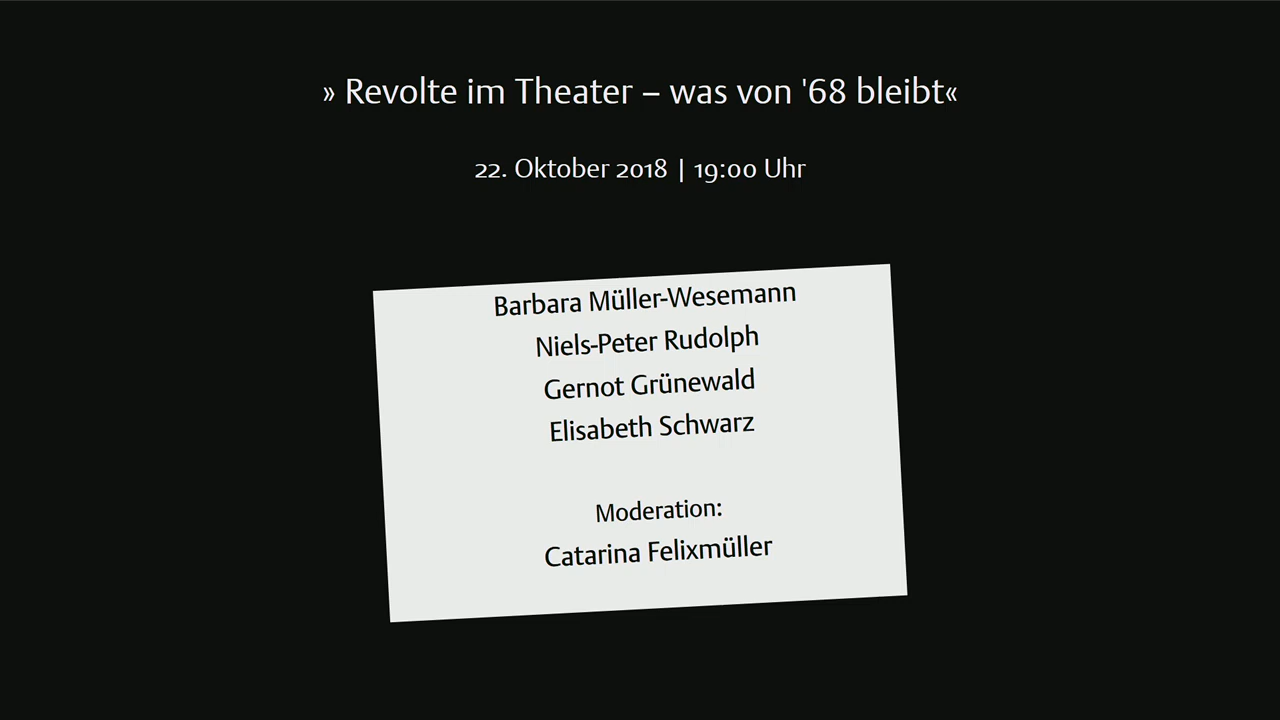 » Revolte im Theater – was von '68 bleibt«
22. Oktober 2018 | 19:00 Uhr
Barbara Müller-Wesemann
Niels-Peter Rudolph
Gernot Grünewald
Elisabeth Schwarz
Moderation:
Catarina Felixmüller